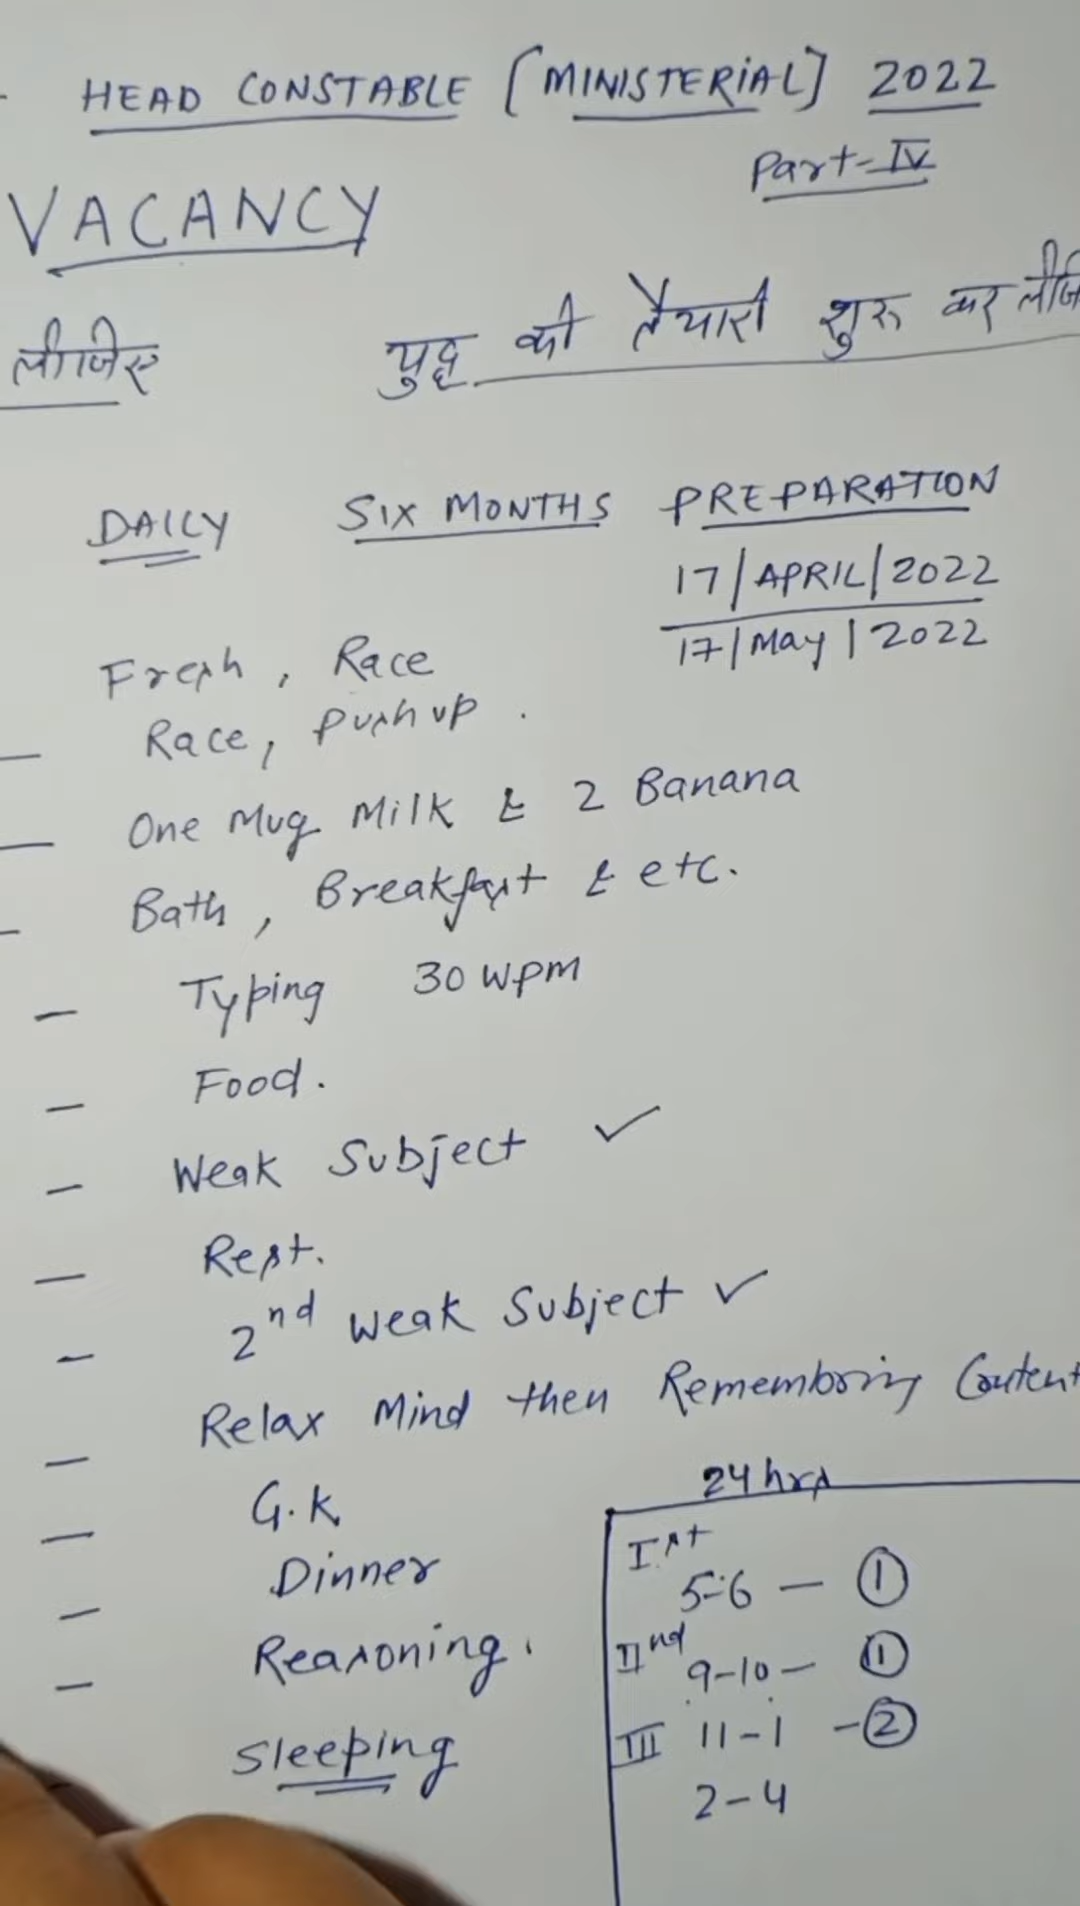 HEAD CONSTABLE [MINISTERIAL] 2022
Part-IV
VACANCY
लीजिए युद्ध की तैयारी शुरु कर
DAILY SIX MONTHS PREPARATION
17/APRIL/2022
17/May/2022
Fresh, Race
Race, Push up.
One Mug Milk & 2 Banana
Bath, Breakfast & etc.
Typing 30 wpm
Food.
Weak Subject ✓
Rest.
2nd Weak Subject ✓
Relax Mind then Remembring Content
G.K
Dinner
Reasoning.
Sleeping
24 hrs
Ist
5-6 — 1
IInd
9-10 — 1
III 11-1 - 2
2-4